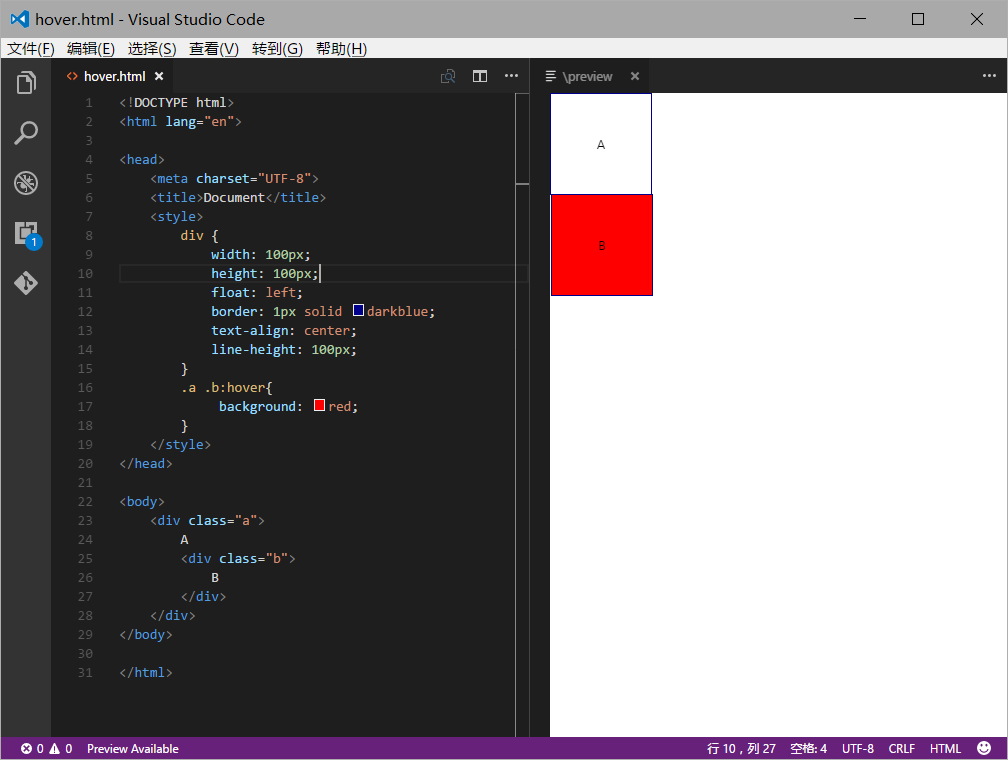 hover.html - Visual Studio Code
文件(F) 编辑(E) 选择(S) 查看(V) 转到(G) 帮助(H)
hover.html
\preview
1 <!DOCTYPE html>
2 <html lang="en">
3
4 <head>
5     <meta charset="UTF-8">
6     <title>Document</title>
7     <style>
8         div {
9             width: 100px;
10             height: 100px;
11             float: left;
12             border: 1px solid darkblue;
13             text-align: center;
14             line-height: 100px;
15         }
16         .a .b:hover{
17              background: red;
18         }
19     </style>
20 </head>
21
22 <body>
23     <div class="a">
24         A
25         <div class="b">
26             B
27         </div>
28     </div>
29 </body>
30
31 </html>
A
B
1
0 0 Preview Available 行 10，列 27 空格: 4 UTF-8 CRLF HTML